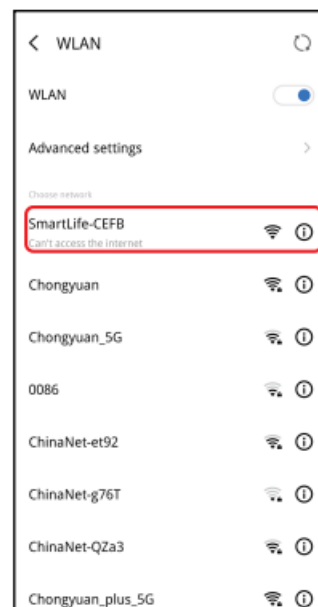 WLAN
WLAN
Advanced settings
Choose network
SmartLife-CEFB
Can't access the internet
Chongyuan
Chongyuan_5G
0086
ChinaNet-et92
ChinaNet-g76T
ChinaNet-QZa3
Chongyuan_plus_5G